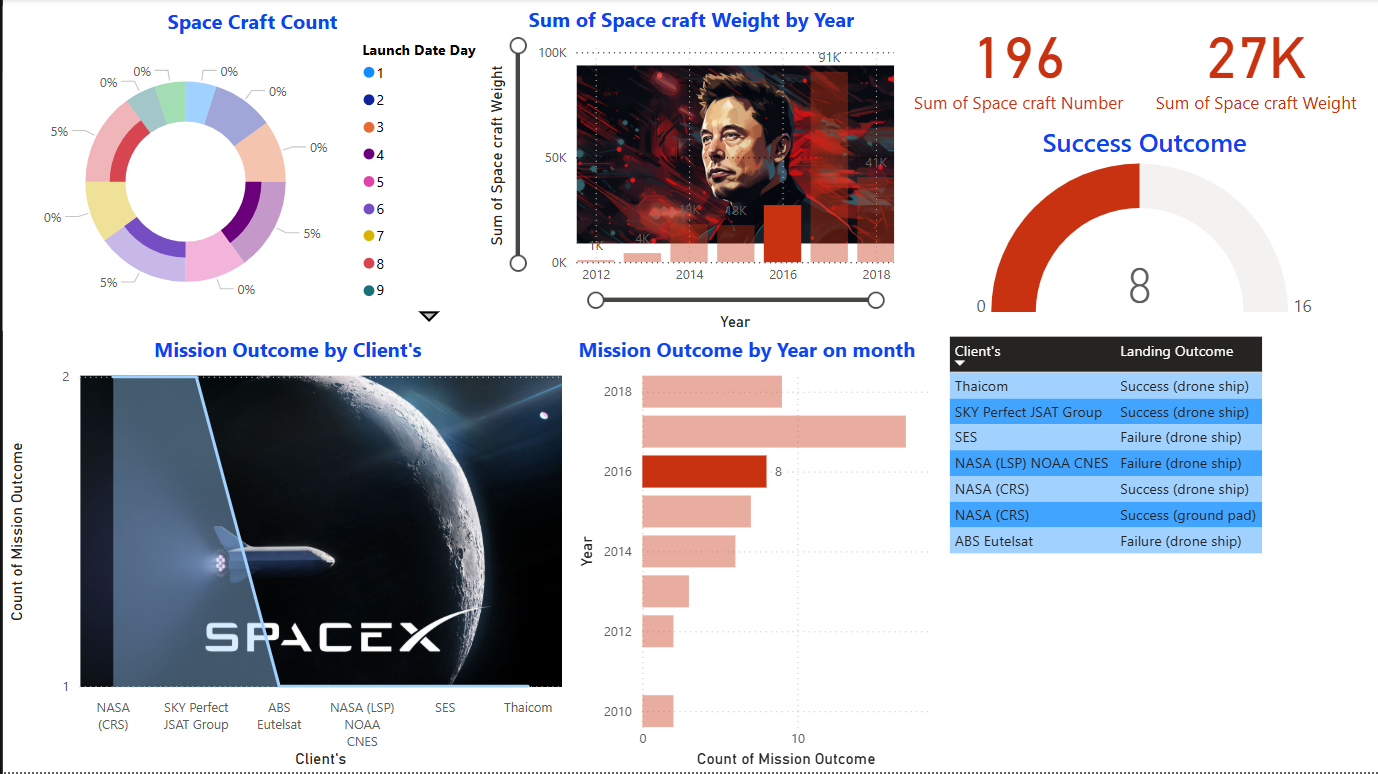 Space Craft Count
Launch Date Day
1
2
3
4
5
6
7
8
9
0%
0%
0%
5%
0%
5%
0%
5%
0%
0%
Sum of Space craft Weight by Year
Sum of Space craft Weight
100K
50K
0K
1K
4K
18K
91K
41K
2012
2014
2016
2018
Year
196
Sum of Space craft Number
27K
Sum of Space craft Weight
Success Outcome
8
0
16
Mission Outcome by Client's
Count of Mission Outcome
2
1
SPACEX
NASA (CRS)
SKY Perfect JSAT Group
ABS Eutelsat
NASA (LSP) NOAA CNES
SES
Thaicom
Client's
Mission Outcome by Year on month
Year
2018
2016
8
2014
2012
2010
0
10
Count of Mission Outcome
Client's Landing Outcome
Thaicom Success (drone ship)
SKY Perfect JSAT Group Success (drone ship)
SES Failure (drone ship)
NASA (LSP) NOAA CNES Failure (drone ship)
NASA (CRS) Success (drone ship)
NASA (CRS) Success (ground pad)
ABS Eutelsat Failure (drone ship)